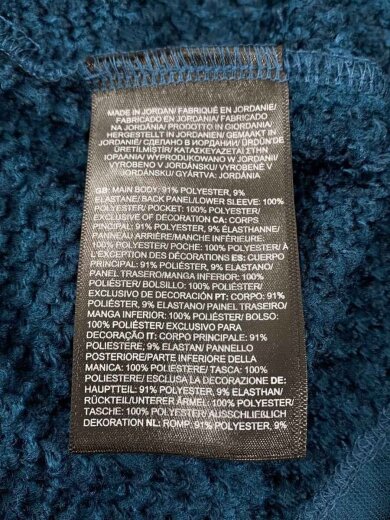 MADE IN JORDAN/ FABRIQUÉ EN JORDANIE/
FABRICADO EN JORDANIA/ FABRICADO
NA JORDÂNIA/ PRODOTTO IN GIORDANIA/
HERGESTELLT IN JORDANIEN/ GEMAAKT IN
JORDANIË/ СДЕЛАНО В ИОРДАНИИ/ ÜRDÜN'DE
ÜRETİLMİŞTİR/ ΚΑΤΑΣΚΕΥΑΖΕΤΑΙ ΣΤΗΝ
ΙΟΡΔΑΝΙΑ/ WYPRODUKOWANO W JORDANII/
VYROBENO V JORDÁNSKU/ VYROBENÉ V
JORDÁNSKU/ GYÁRTVA: JORDÁNIA
GB: MAIN BODY: 91% POLYESTER, 9%
ELASTANE/ BACK PANEL/LOWER SLEEVE: 100%
POLYESTER/ POCKET: 100% POLYESTER/
EXCLUSIVE OF DECORATION CA: CORPS
PINCIPAL: 91% POLYESTER, 9% ÉLASTHANNE/
PANNEAU ARRIÈRE/MANCHE INFÉRIEURE:
100% POLYESTER/ POCHE: 100% POLYESTER/ À
L'EXCEPTION DES DÉCORATIONS ES: CUERPO
PRINCIPAL: 91% POLIÉSTER, 9% ELASTANO/
PANEL TRASERO/MANGA INFERIOR: 100%
POLIÉSTER/ BOLSILLO: 100% POLIÉSTER/
EXCLUSIVO DE DECORACIÓN PT: CORPO: 91%
POLIÉSTER, 9% ELASTANO/ PAINEL TRASEIRO/
MANGA INFERIOR: 100% POLIÉSTER/ BOLSO:
100% POLIÉSTER/ EXCLUSIVO PARA
DECORAÇÃO IT: CORPO PRINCIPALE: 91%
POLIESTERE, 9% ELASTAN/ PANNELLO
POSTERIORE/PARTE INFERIORE DELLA
MANICA: 100% POLIESTERE/ TASCA: 100%
POLIESTERE/ ESCLUSA LA DECORAZIONE DE:
HAUPTTEIL: 91% POLYESTER, 9% ELASTAN/
RÜCKTEIL/UNTERER ÄRMEL: 100% POLYESTER/
TASCHE: 100% POLYESTER/ AUSSCHLIEßLICH
DEKORATION NL: ROMP: 91% POLYESTER, 9%